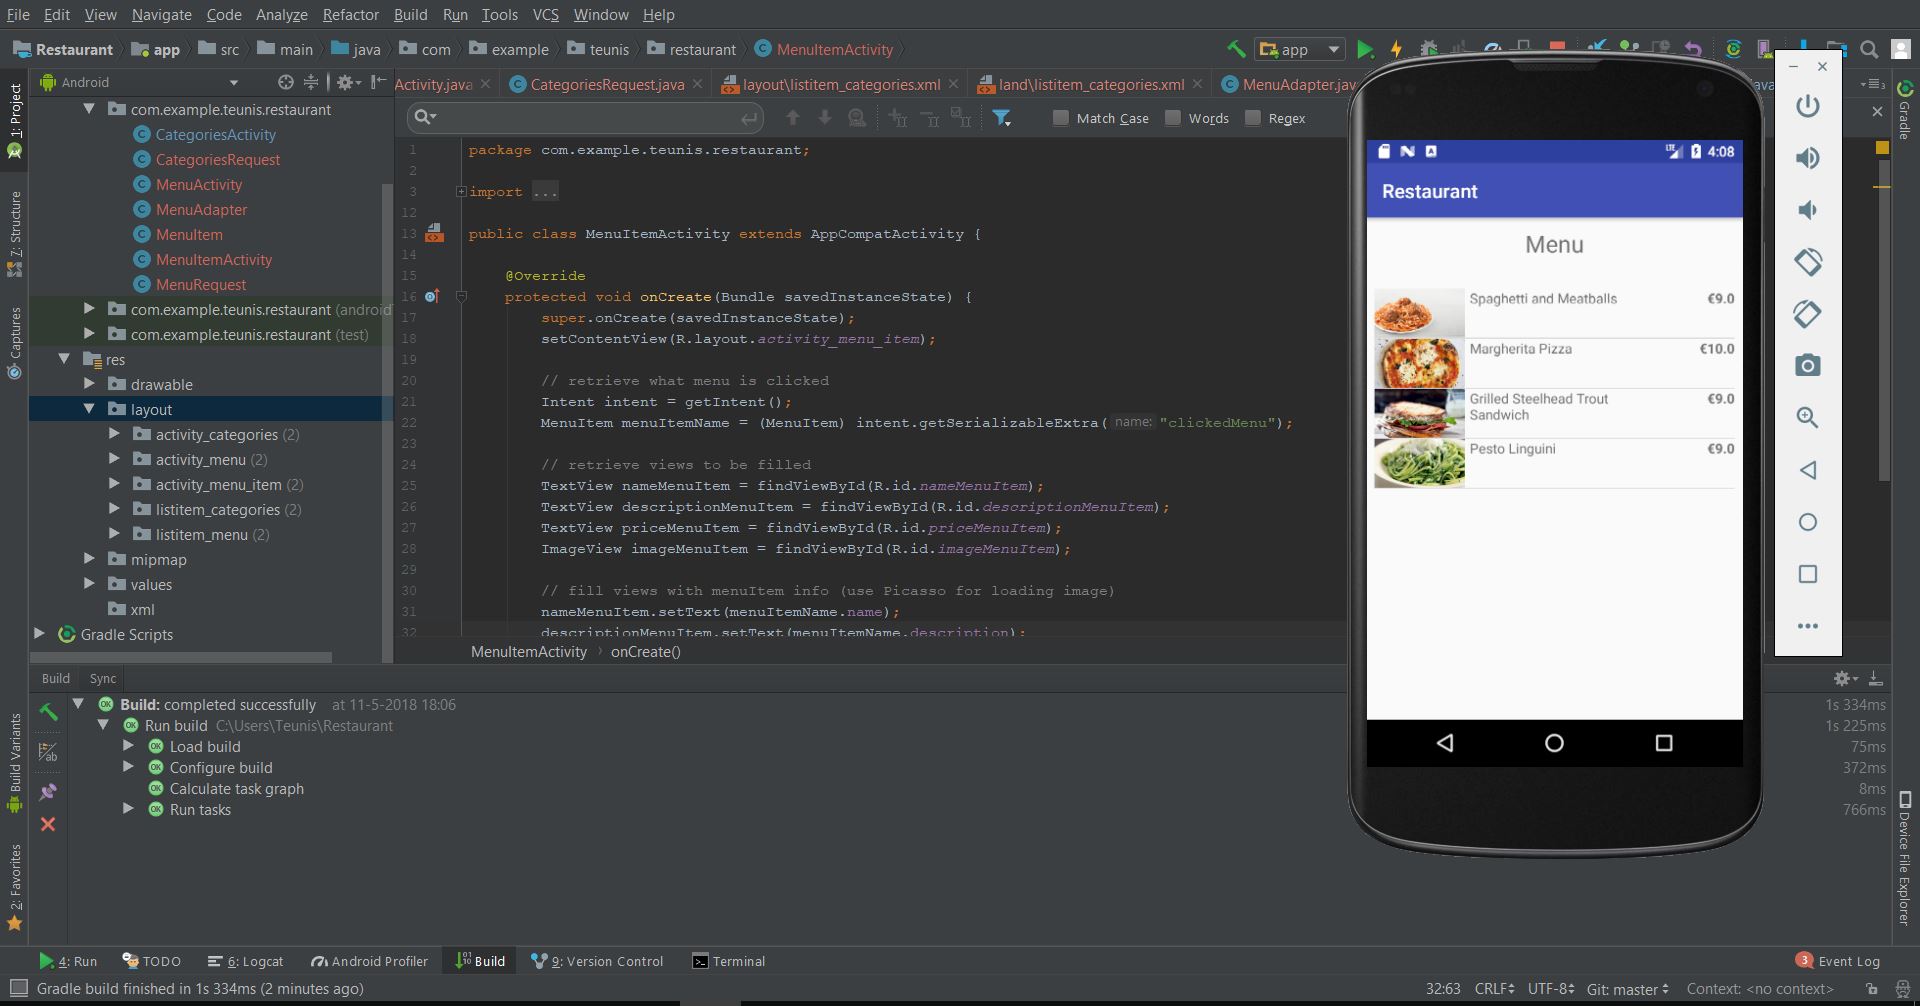 File Edit View Navigate Code Analyze Refactor Build Run Tools VCS Window Help
Restaurant app src main java com example teunis restaurant MenuItemActivity
app
Android
Activity.java CategoriesRequest.java layout\listitem_categories.xml land\listitem_categories.xml MenuAdapter.jav
ava
Match Case Words Regex
1: Project
7: Structure
Captures
Build Variants
2: Favorites
com.example.teunis.restaurant
CategoriesActivity
CategoriesRequest
MenuActivity
MenuAdapter
MenuItem
MenuItemActivity
MenuRequest
com.example.teunis.restaurant (android
com.example.teunis.restaurant (test)
res
drawable
layout
activity_categories (2)
activity_menu (2)
activity_menu_item (2)
listitem_categories (2)
listitem_menu (2)
mipmap
values
xml
Gradle Scripts
1 package com.example.teunis.restaurant;
2
3 import ...
12
13 public class MenuItemActivity extends AppCompatActivity {
14
15 @Override
16 protected void onCreate(Bundle savedInstanceState) {
17 super.onCreate(savedInstanceState);
18 setContentView(R.layout.activity_menu_item);
19
20 // retrieve what menu is clicked
21 Intent intent = getIntent();
22 MenuItem menuItemName = (MenuItem) intent.getSerializableExtra( name: "clickedMenu");
23
24 // retrieve views to be filled
25 TextView nameMenuItem = findViewById(R.id.nameMenuItem);
26 TextView descriptionMenuItem = findViewById(R.id.descriptionMenuItem);
27 TextView priceMenuItem = findViewById(R.id.priceMenuItem);
28 ImageView imageMenuItem = findViewById(R.id.imageMenuItem);
29
30 // fill views with menuItem info (use Picasso for loading image)
31 nameMenuItem.setText(menuItemName.name);
32 descriptionMenuItem.setText(menuItemName.description);
MenuItemActivity › onCreate()
LTE 4:08
Restaurant
Menu
Spaghetti and Meatballs €9.0
Margherita Pizza €10.0
Grilled Steelhead Trout €9.0
Sandwich
Pesto Linguini €9.0
Gradle
Device File Explorer
Build Sync
Build: completed successfully at 11-5-2018 18:06 1s 334ms
Run build C:\Users\Teunis\Restaurant 1s 225ms
Load build 75ms
Configure build 372ms
Calculate task graph 8ms
Run tasks 766ms
4: Run TODO 6: Logcat Android Profiler Build 9: Version Control Terminal 3 Event Log
Gradle build finished in 1s 334ms (2 minutes ago) 32:63 CRLF UTF-8 Git: master Context: <no context>